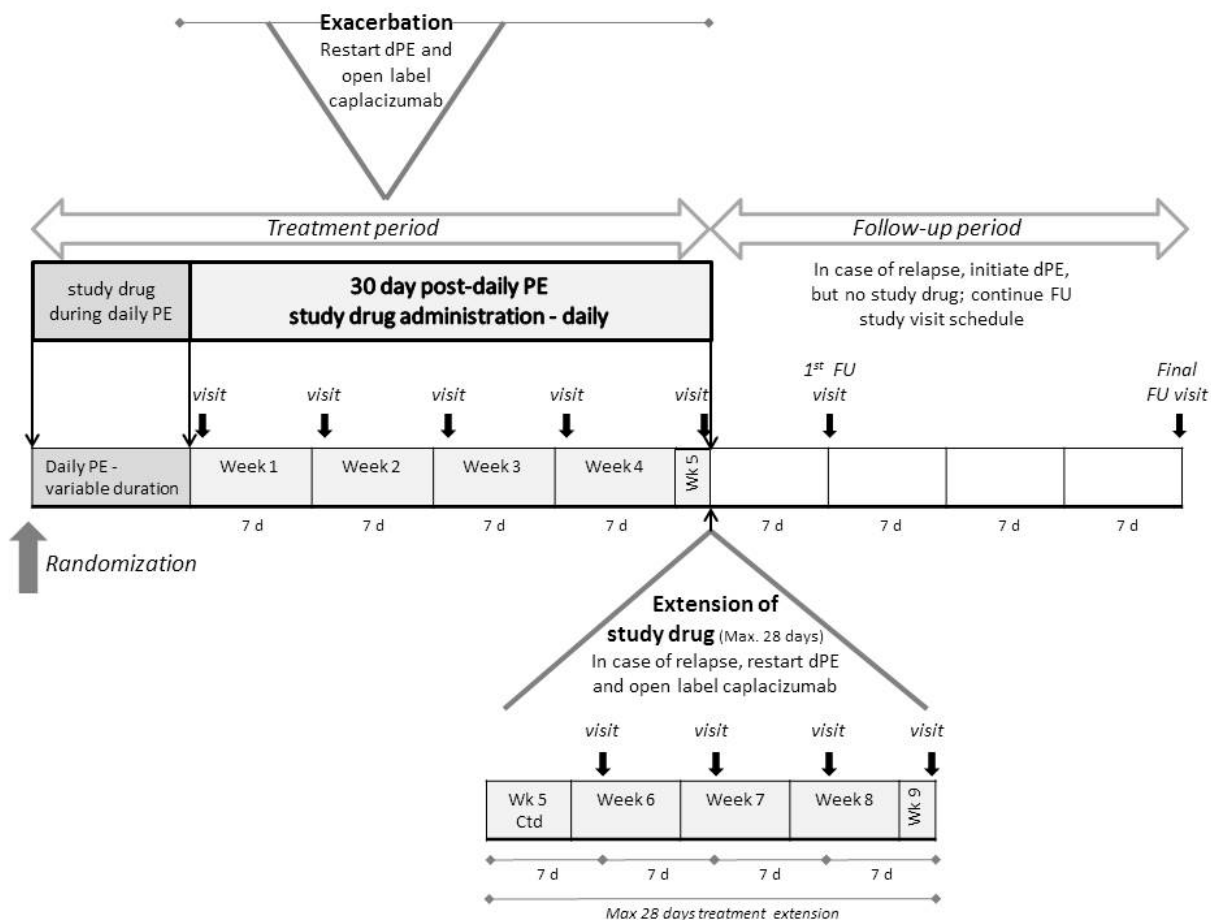 Exacerbation
Restart dPE and
open label
caplacizumab
Treatment period
Follow-up period
study drug
during daily PE
30 day post-daily PE
study drug administration - daily
In case of relapse, initiate dPE,
but no study drug; continue FU
study visit schedule
visit
visit
visit
visit
visit
1st FU
visit
Final
FU visit
Daily PE -
variable duration
Week 1
Week 2
Week 3
Week 4
Wk 5
7 d
7 d
7 d
7 d
7 d
7 d
7 d
7 d
Randomization
Extension of
study drug (Max. 28 days)
In case of relapse, restart dPE
and open label caplacizumab
visit
visit
visit
visit
Wk 5
Ctd
Week 6
Week 7
Week 8
Wk 9
7 d
7 d
7 d
7 d
Max 28 days treatment extension